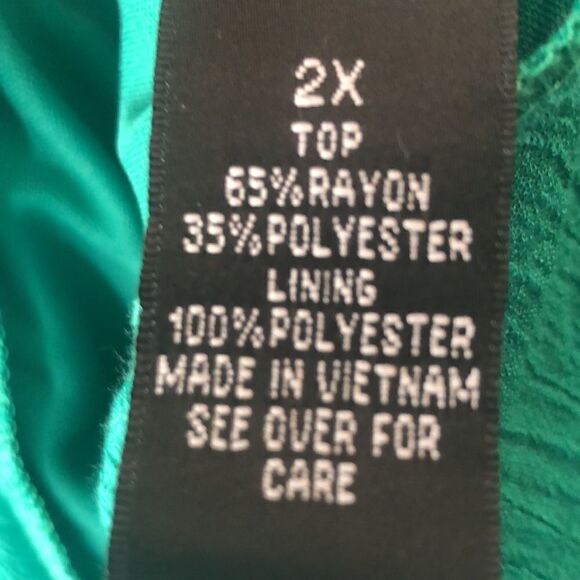 2X
TOP
65%RAYON
35%POLYESTER
LINING
100%POLYESTER
MADE IN VIETNAM
SEE OVER FOR
CARE